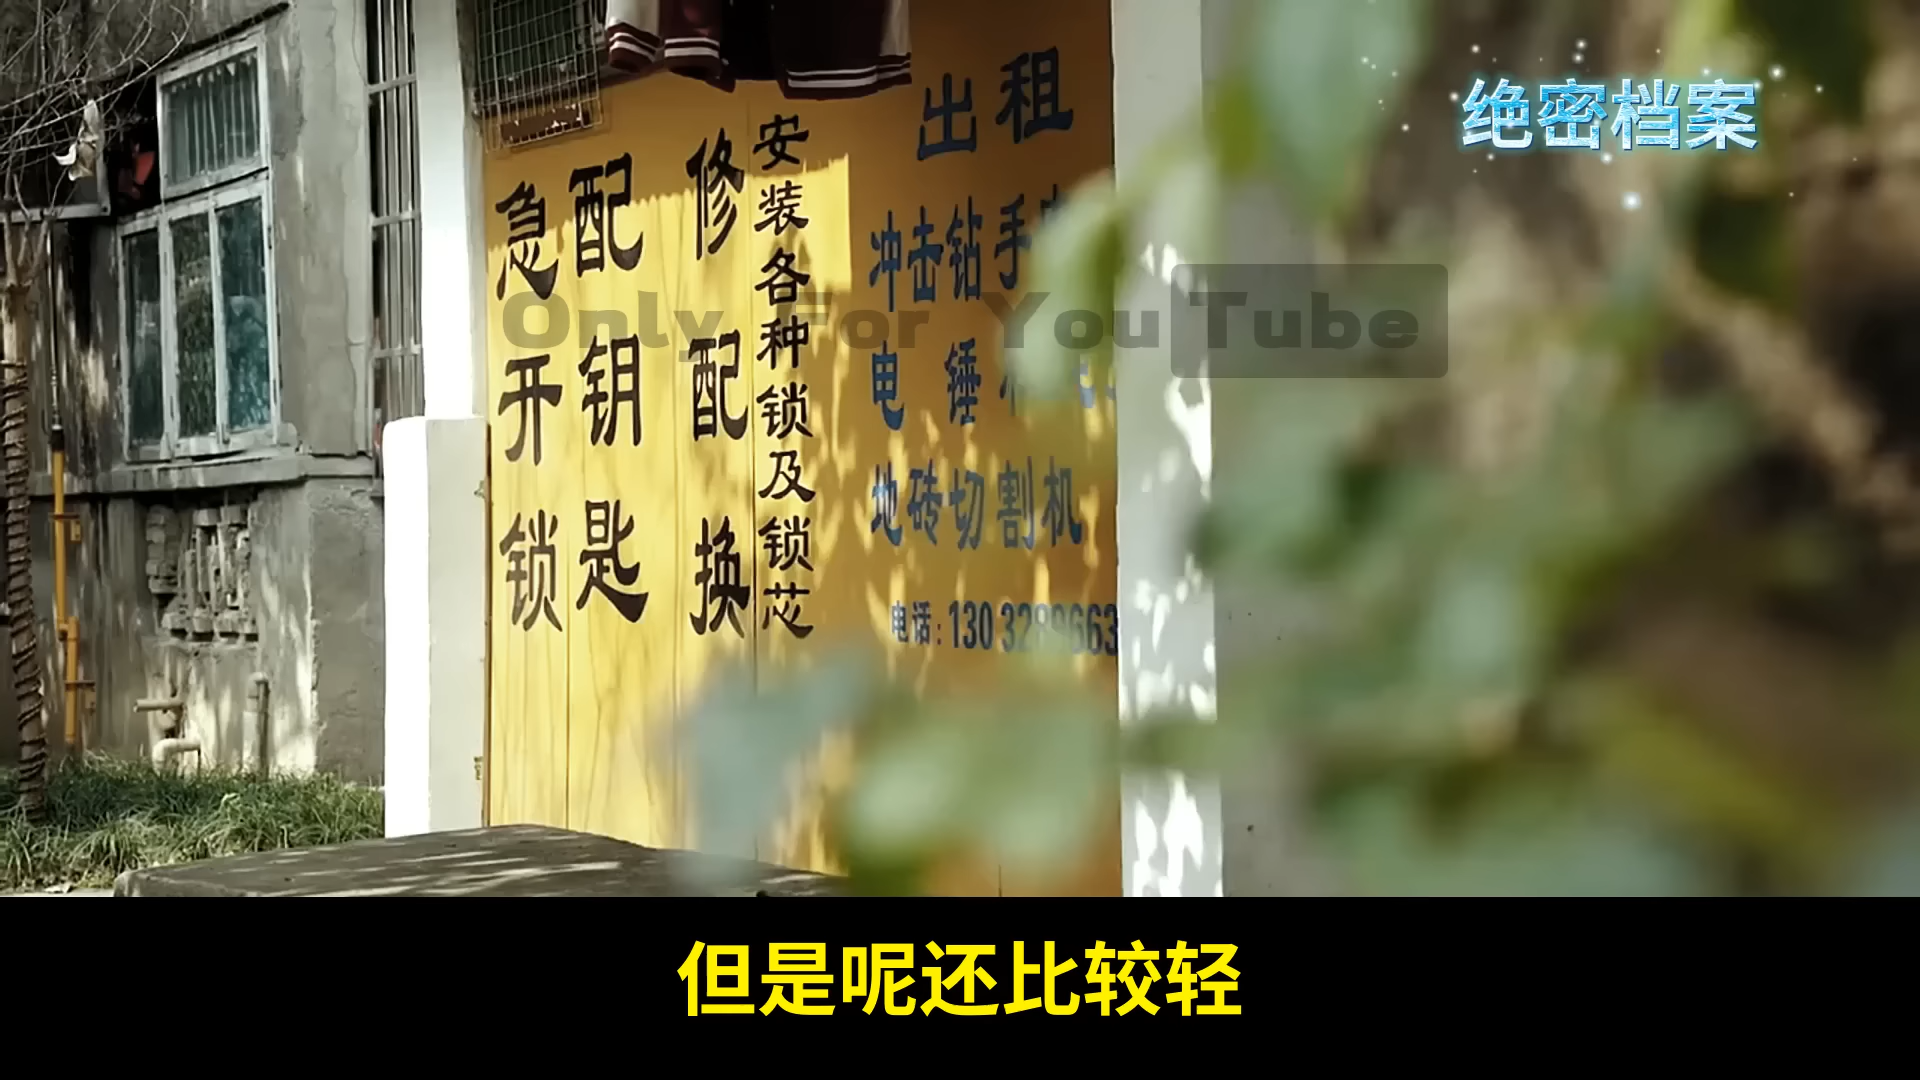 绝密档案
急开锁
配钥匙
修配换
安装各种锁及锁芯
出租
冲击钻手
电锤
地砖切割机
电话:130
Only For YouTube
但是呢还比较轻